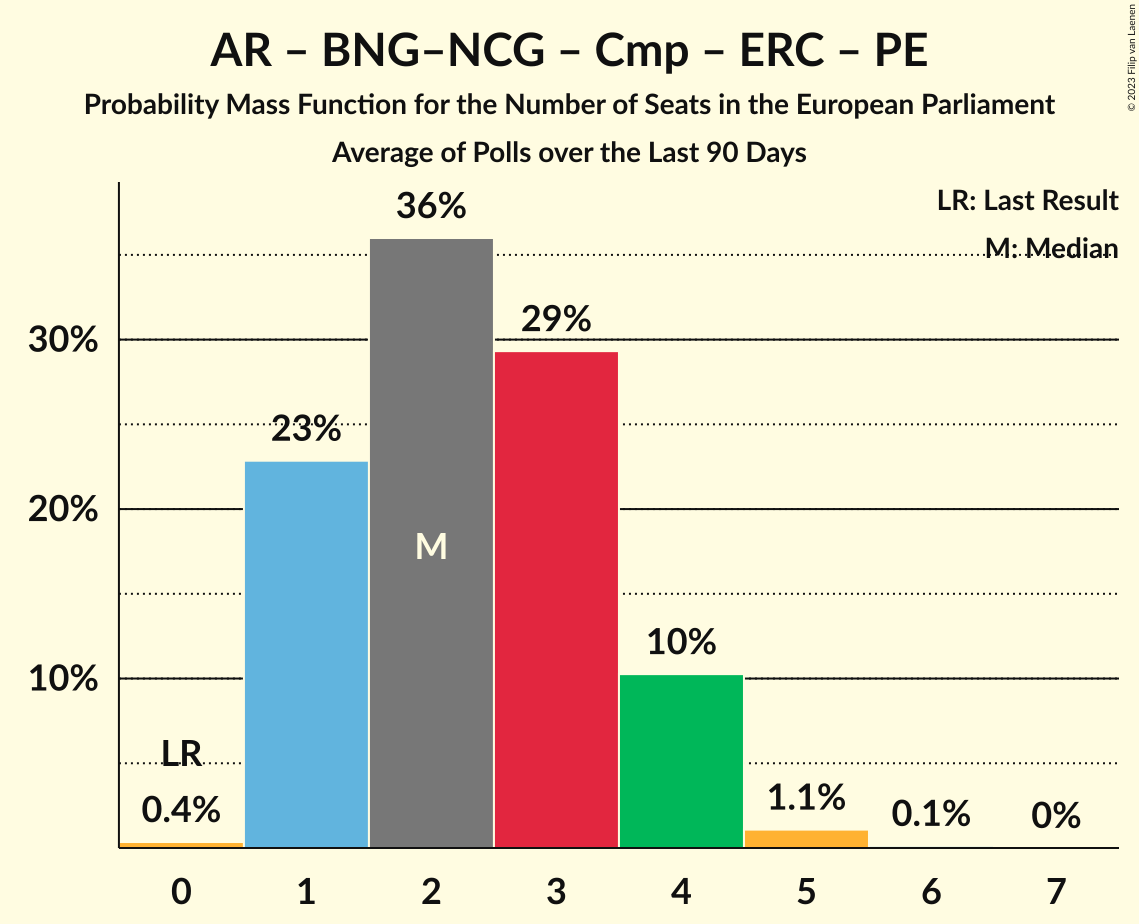 AR – BNG–NCG – Cmp – ERC – PE
Probability Mass Function for the Number of Seats in the European Parliament
Average of Polls over the Last 90 Days
© 2023 Filip van Laenen
LR: Last Result
M: Median
36%
29%
30%
23%
20%
M
10%
10%
LR
0.4%
1.1%
0.1%
0%
0 1 2 3 4 5 6 7